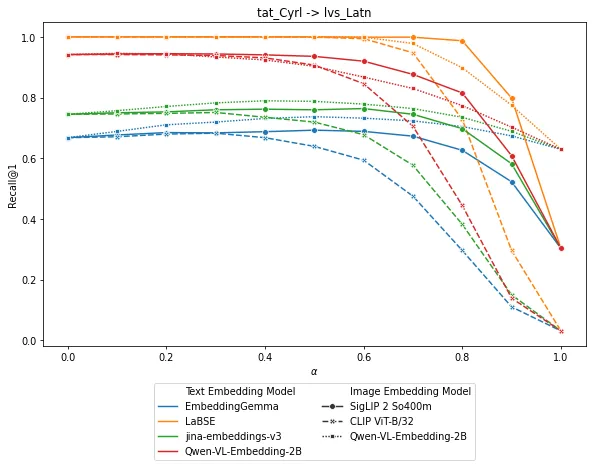 tat_Cyrl -> lvs_Latn
Recall@1
1.0
0.8
0.6
0.4
0.2
0.0
0.0 0.2 0.4 0.6 0.8 1.0
α
Text Embedding Model
EmbeddingGemma
LaBSE
jina-embeddings-v3
Qwen-VL-Embedding-2B
Image Embedding Model
SigLIP 2 So400m
CLIP ViT-B/32
Qwen-VL-Embedding-2B